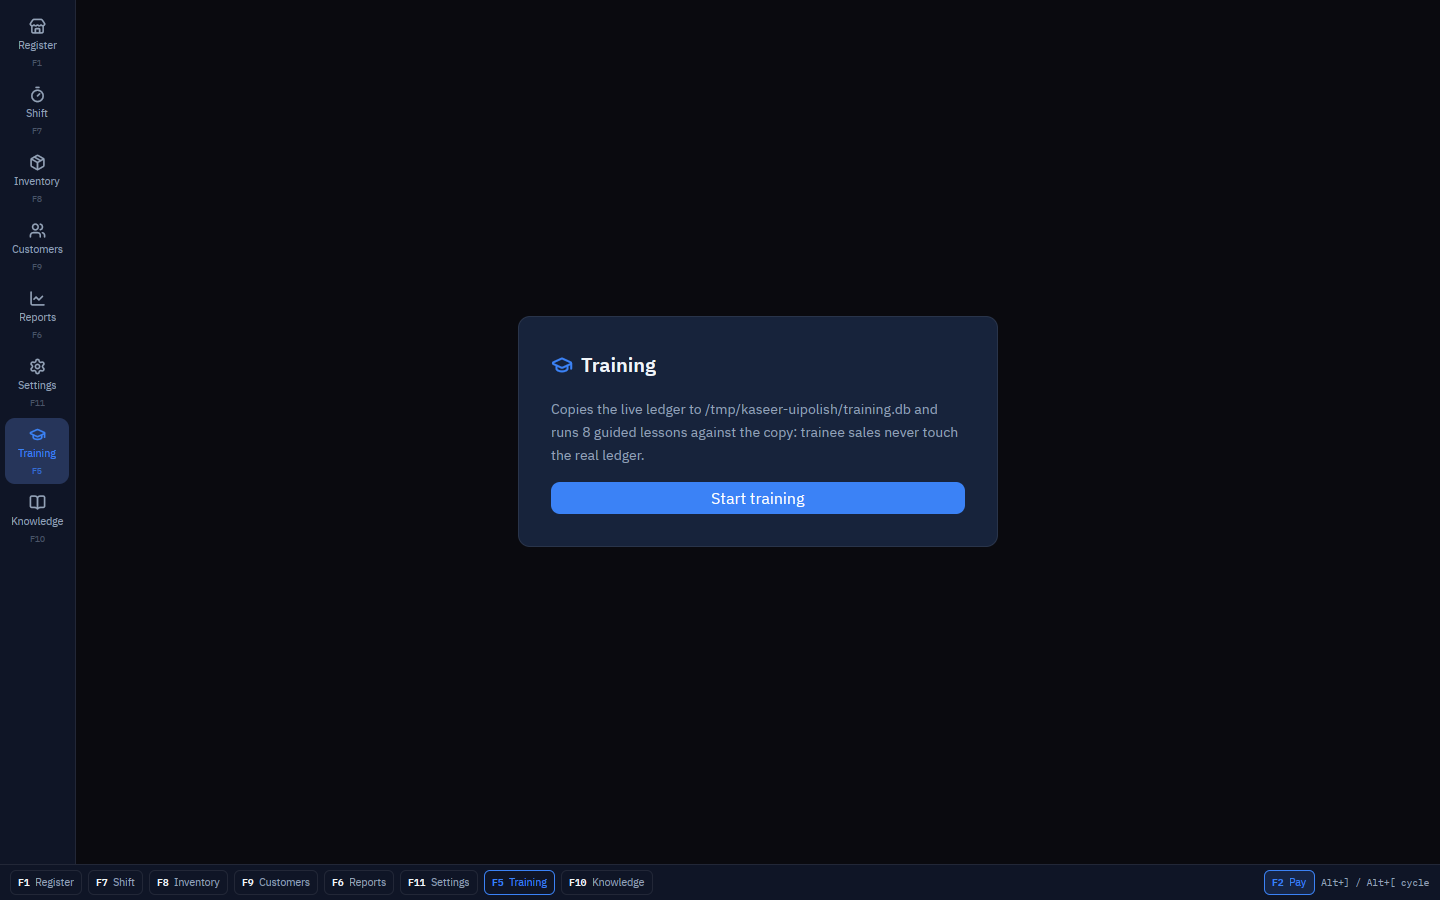 Register
F1
Shift
F7
Inventory
F8
Customers
F9
Reports
F6
Settings
F11
Training
F5
Knowledge
F10
Training
Copies the live ledger to /tmp/kaseer-uipolish/training.db and
runs 8 guided lessons against the copy: trainee sales never touch
the real ledger.
Start training
F1 Register F7 Shift F8 Inventory F9 Customers F6 Reports F11 Settings F5 Training F10 Knowledge F2 Pay Alt+] / Alt+[ cycle